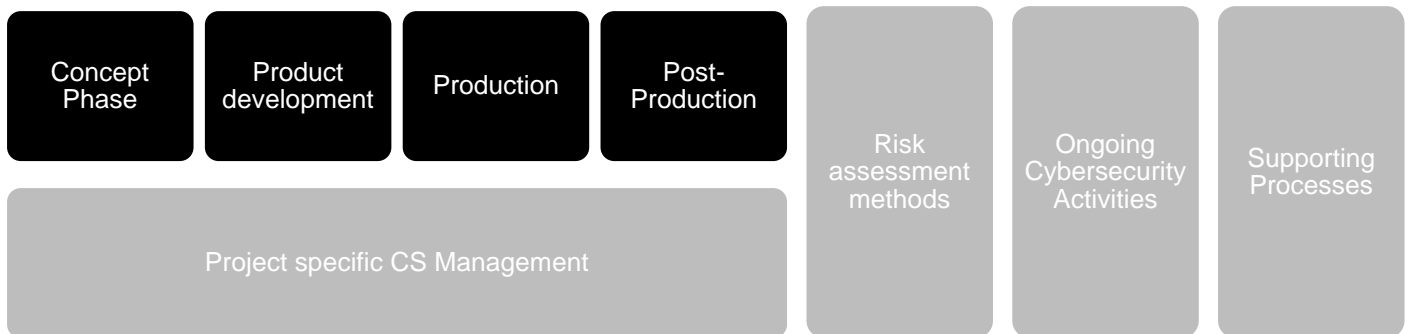 Concept
Phase
Product
development
Production
Post-
Production
Risk
assessment
methods
Ongoing
Cybersecurity
Activities
Supporting
Processes
Project specific CS Management